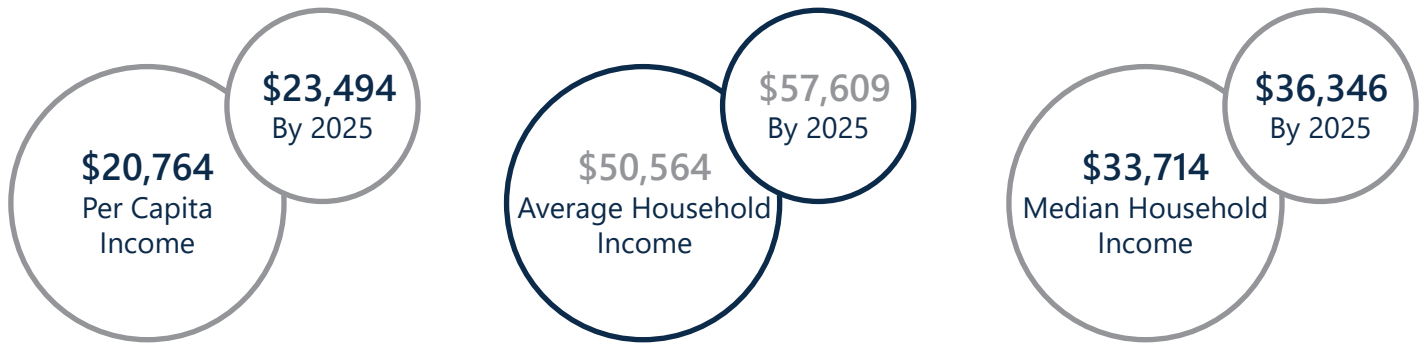 $23,494
By 2025
$20,764
Per Capita
Income
$57,609
By 2025
$50,564
Average Household
Income
$36,346
By 2025
$33,714
Median Household
Income